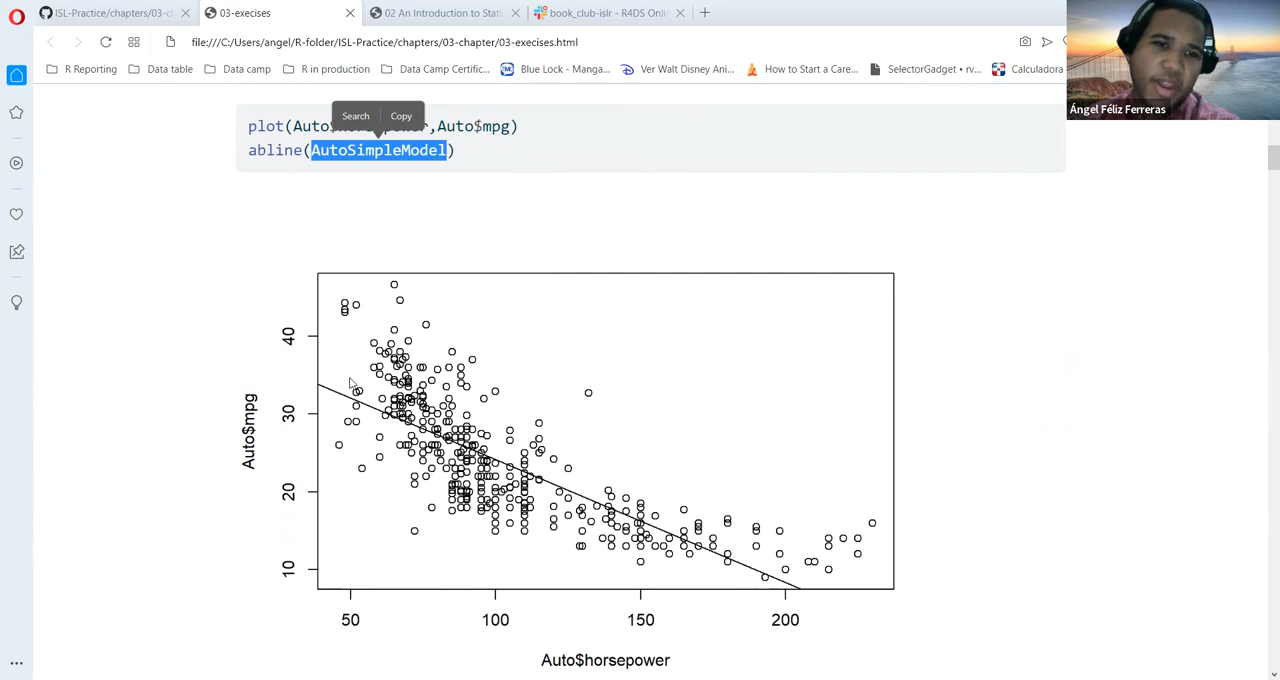 ISL-Practice/chapters/03-c
03-execises
02 An Introduction to Stat
book_club-islr - R4DS Onli
file:///C:/Users/angel/R-folder/ISL-Practice/chapters/03-chapter/03-execises.html
R Reporting
Data table
Data camp
R in production
Data Camp Certific...
Blue Lock - Manga...
Ver Walt Disney Ani...
How to Start a Care...
SelectorGadget • rv...
Calculadora
Ángel Féliz Ferreras
Search
Copy
plot(Auto$horsepower,Auto$mpg)
abline(AutoSimpleModel)
40
30
20
10
Auto$mpg
50
100
150
200
Auto$horsepower